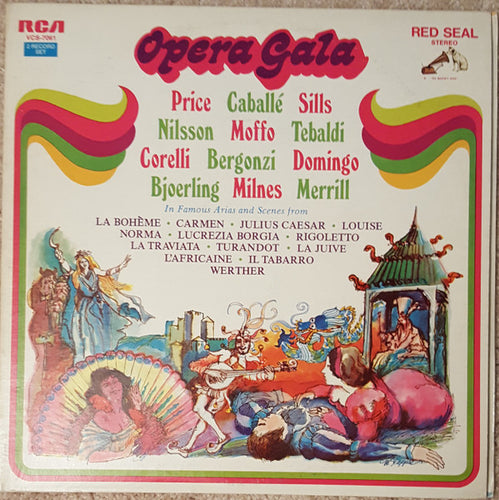 RCA
VCS-7061
2 RECORD
SET
Opera Gala
RED SEAL
STEREO
Price Caballé Sills
Nilsson Moffo Tebaldi
Corelli Bergonzi Domingo
Bjoerling Milnes Merrill
In Famous Arias and Scenes from
LA BOHÈME • CARMEN • JULIUS CAESAR • LOUISE
NORMA • LUCREZIA BORGIA • RIGOLETTO
LA TRAVIATA • TURANDOT • LA JUIVE
L'AFRICAINE • IL TABARRO
WERTHER